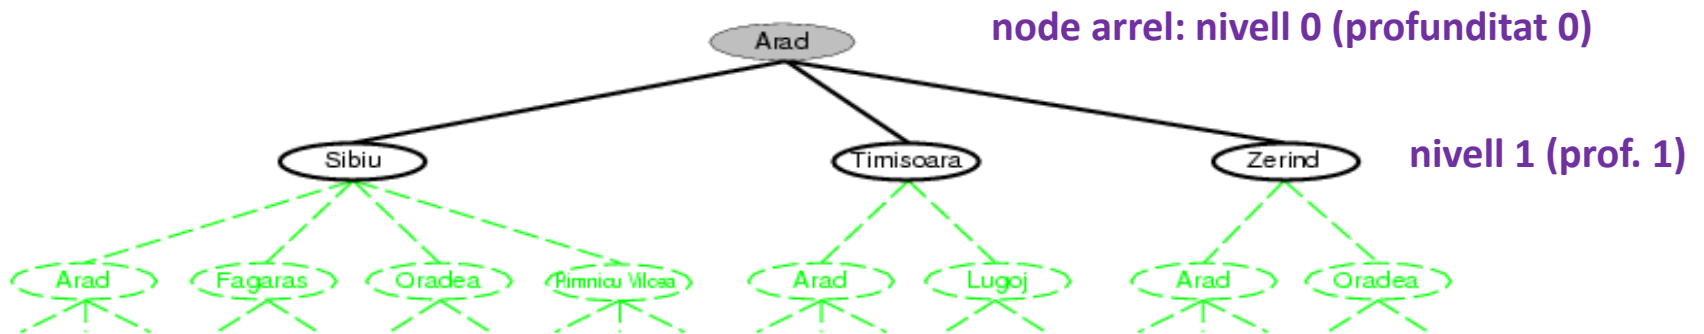 Arad
node arrel: nivell 0 (profunditat 0)
Sibiu
Timisoara
Zerind
nivell 1 (prof. 1)
Arad
Fagaras
Oradea
Rimnicu Vilcea
Arad
Lugoj
Arad
Oradea